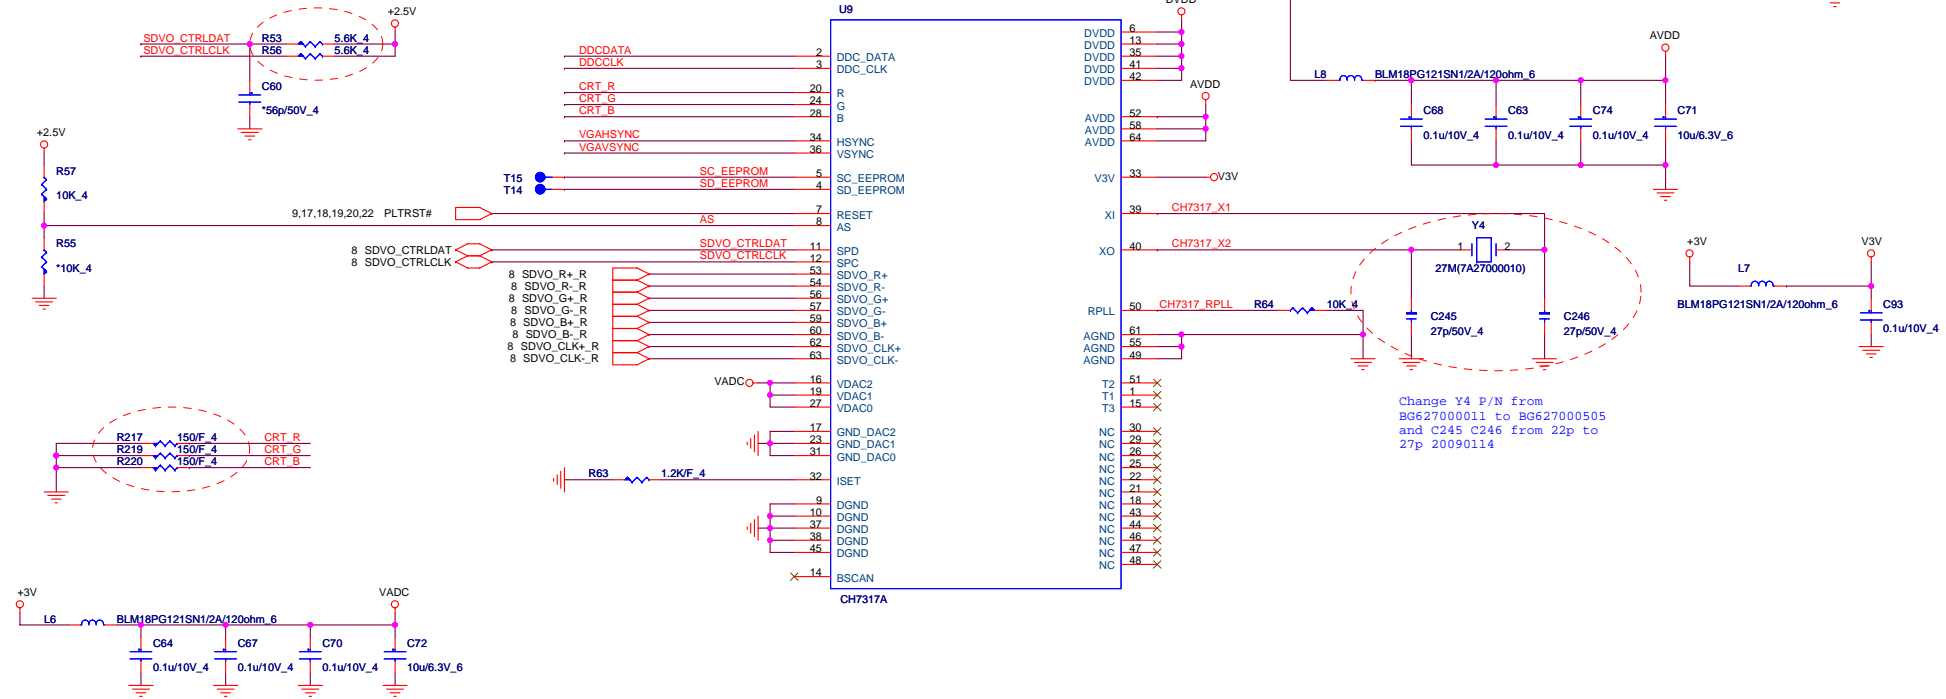 +2.5V
SDVO_CTRLDAT R53 5.6K_4
SDVO_CTRLCLK R56 5.6K_4
C60
*56p/50V_4
+2.5V
R57
10K_4
R55
*10K_4
9,17,18,19,20,22 PLTRST#
AS
8 SDVO_CTRLDAT SDVO_CTRLDAT
8 SDVO_CTRLCLK SDVO_CTRLCLK
8 SDVO_R+_R
8 SDVO_R-_R
8 SDVO_G+_R
8 SDVO_G-_R
8 SDVO_B+_R
8 SDVO_B-_R
8 SDVO_CLK+_R
8 SDVO_CLK-_R
DDCDATA
DDCCLK
CRT_R
CRT_G
CRT_B
VGAHSYNC
VGAVSYNC
T15 SC_EEPROM
T14 SD_EEPROM
VADC
R63 1.2K/F_4
R217 150/F_4 CRT_R
R219 150/F_4 CRT_G
R220 150/F_4 CRT_B
+3V
L6 BLM18PG121SN1/2A/120ohm_6
VADC
C64
0.1u/10V_4
C67
0.1u/10V_4
C70
0.1u/10V_4
C72
10u/6.3V_6
U9
2 DDC_DATA
3 DDC_CLK
20 R
24 G
28 B
34 HSYNC
36 VSYNC
5 SC_EEPROM
4 SD_EEPROM
7 RESET
8 AS
11 SPD
12 SPC
53 SDVO_R+
54 SDVO_R-
56 SDVO_G+
57 SDVO_G-
59 SDVO_B+
60 SDVO_B-
62 SDVO_CLK+
63 SDVO_CLK-
16 VDAC2
19 VDAC1
27 VDAC0
17 GND_DAC2
23 GND_DAC1
31 GND_DAC0
32 ISET
9 DGND
10 DGND
37 DGND
38 DGND
45 DGND
14 BSCAN
CH7317A
DVDD
DVDD 6
DVDD 13
DVDD 35
DVDD 41
DVDD 42
AVDD
AVDD 52
AVDD 58
AVDD 64
V3V 33 V3V
XI 39 CH7317_X1
XO 40 CH7317_X2
RPLL 50 CH7317_RPLL R64 10K_4
AGND 61
AGND 55
AGND 49
T2 51
T1 1
T3 15
NC 30
NC 29
NC 26
NC 25
NC 22
NC 21
NC 18
NC 43
NC 44
NC 46
NC 47
NC 48
Y4
1 2
27M(7A27000010)
C245
27p/50V_4
C246
27p/50V_4
Change Y4 P/N from
BG627000011 to BG627000505
and C245 C246 from 22p to
27p 20090114
AVDD
L8 BLM18PG121SN1/2A/120ohm_6
C68
0.1u/10V_4
C63
0.1u/10V_4
C74
0.1u/10V_4
C71
10u/6.3V_6
+3V
V3V
L7
BLM18PG121SN1/2A/120ohm_6
C93
0.1u/10V_4